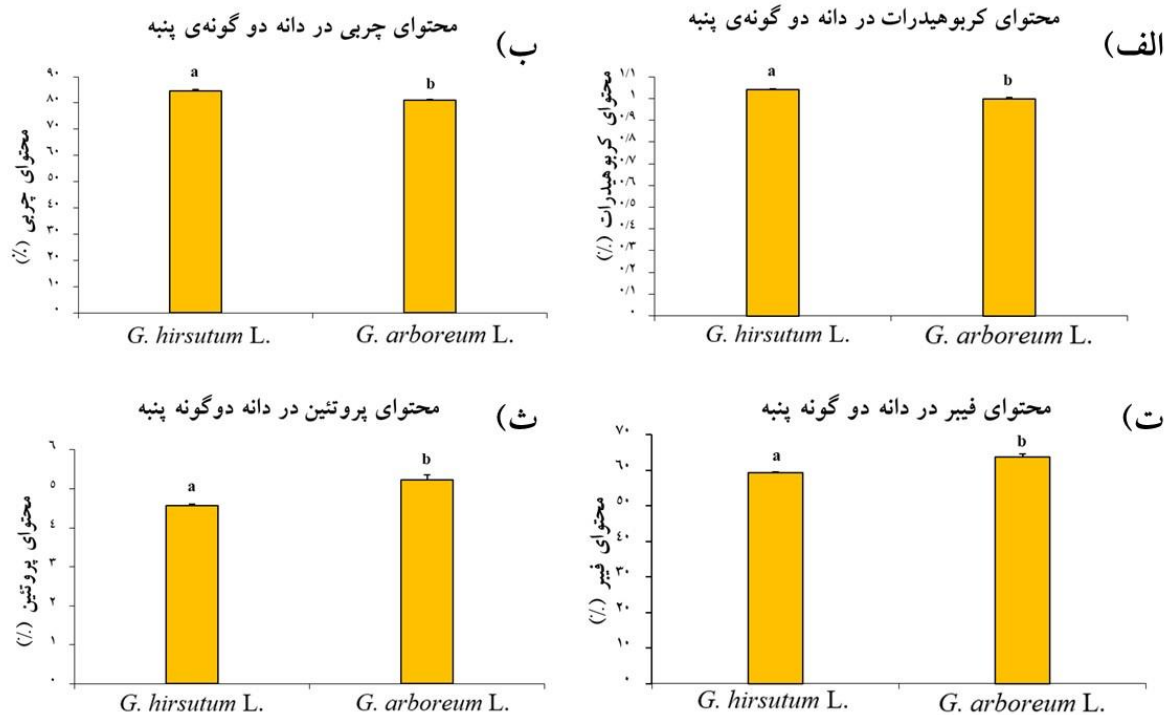 الف)
محتوای کربوهیدرات در دانه دو گونه‌ی پنبه
محتوای کربوهیدرات (٪)
۱/۱
۱
۰/۹
۰/۸
۰/۷
۰/۶
۰/۵
۰/۴
۰/۳
۰/۲
۰/۱
۰
a
b
G. hirsutum L.
G. arboreum L.
ب)
محتوای چربی در دانه دو گونه‌ی پنبه
محتوای چربی (٪)
۹۰
۸۰
۷۰
۶۰
۵۰
۴۰
۳۰
۲۰
۱۰
۰
a
b
G. hirsutum L.
G. arboreum L.
ت)
محتوای فیبر در دانه دو گونه پنبه
محتوای فیبر (٪)
۷۰
۶۰
۵۰
۴۰
۳۰
۲۰
۱۰
۰
a
b
G. hirsutum L.
G. arboreum L.
ث)
محتوای پروتئین در دانه دوگونه پنبه
محتوای پروتئین (٪)
۶
۵
۴
۳
۲
۱
۰
a
b
G. hirsutum L.
G. arboreum L.